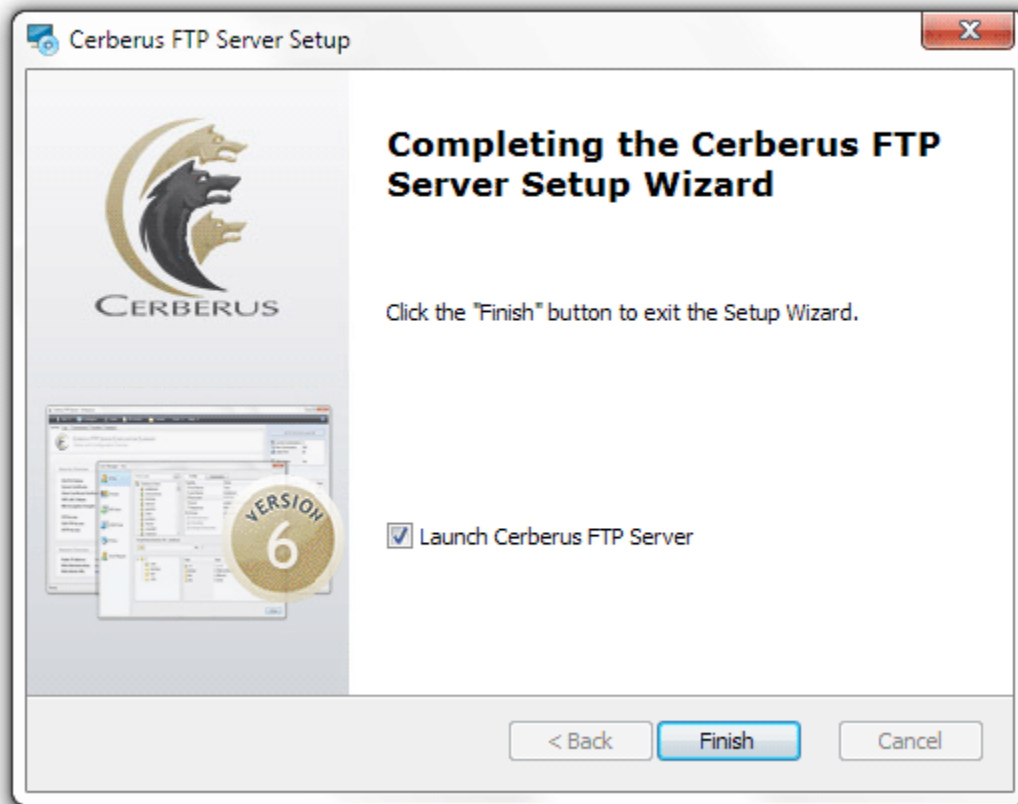 Cerberus FTP Server Setup
CERBERUS
VERSION
6
Completing the Cerberus FTP
Server Setup Wizard
Click the "Finish" button to exit the Setup Wizard.
Launch Cerberus FTP Server
< Back
Finish
Cancel